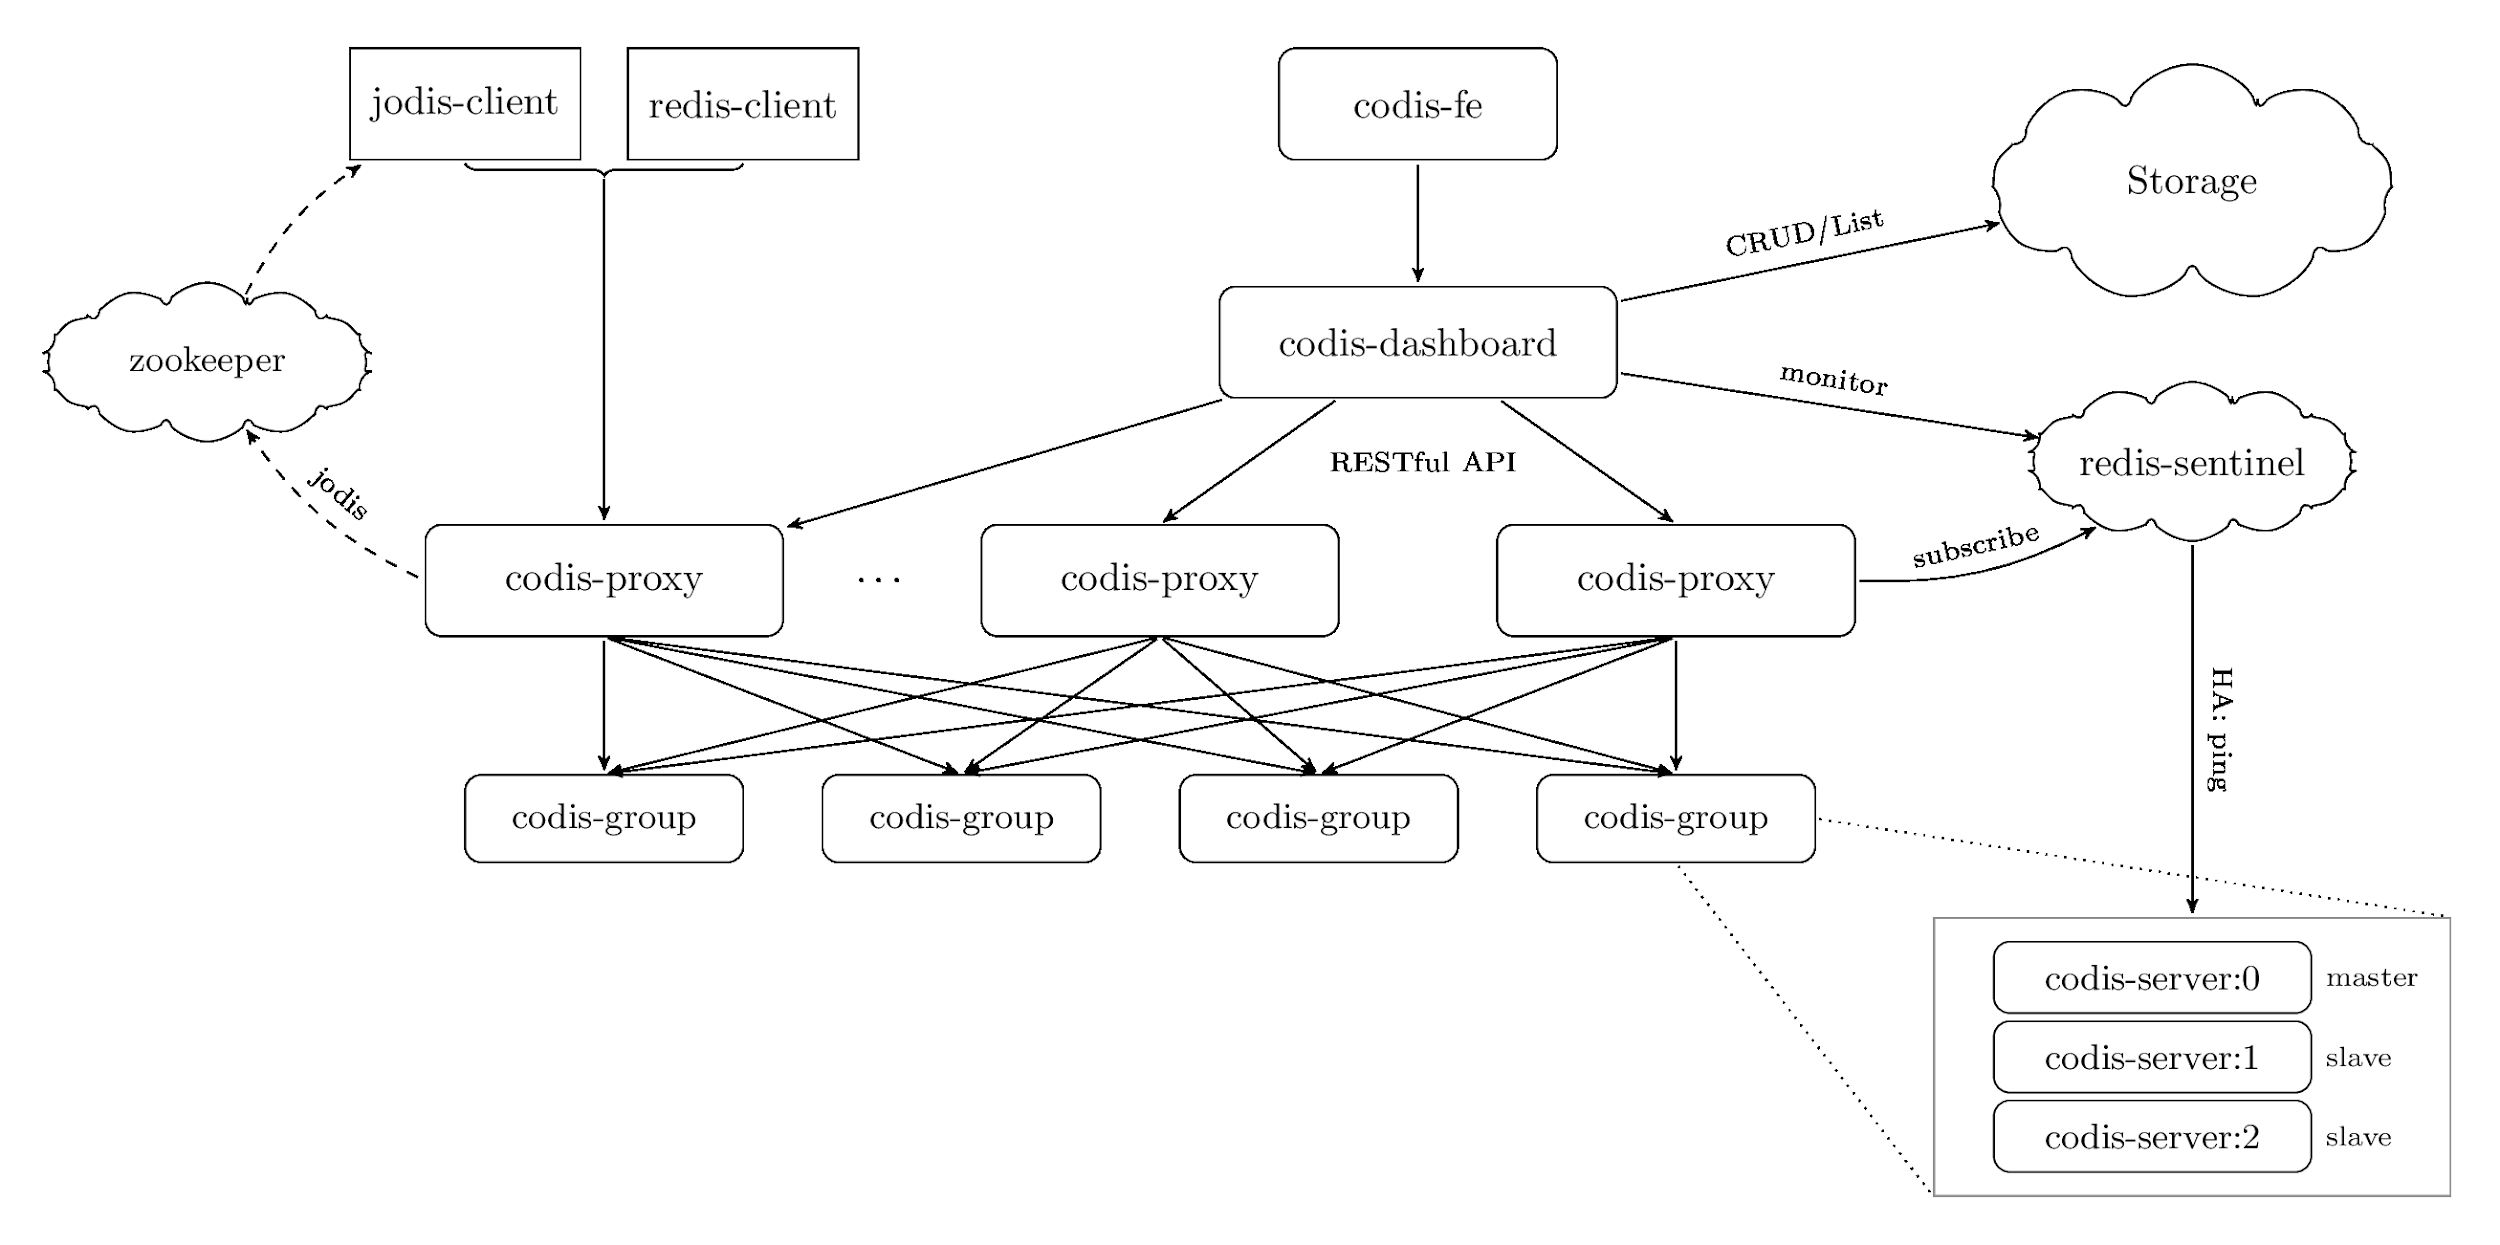 jodis-client
redis-client
codis-fe
Storage
CRUD/List
codis-dashboard
zookeeper
monitor
RESTful API
redis-sentinel
jodis
subscribe
codis-proxy
...
codis-proxy
codis-proxy
HA: ping
codis-group
codis-group
codis-group
codis-group
codis-server:0 master
codis-server:1 slave
codis-server:2 slave